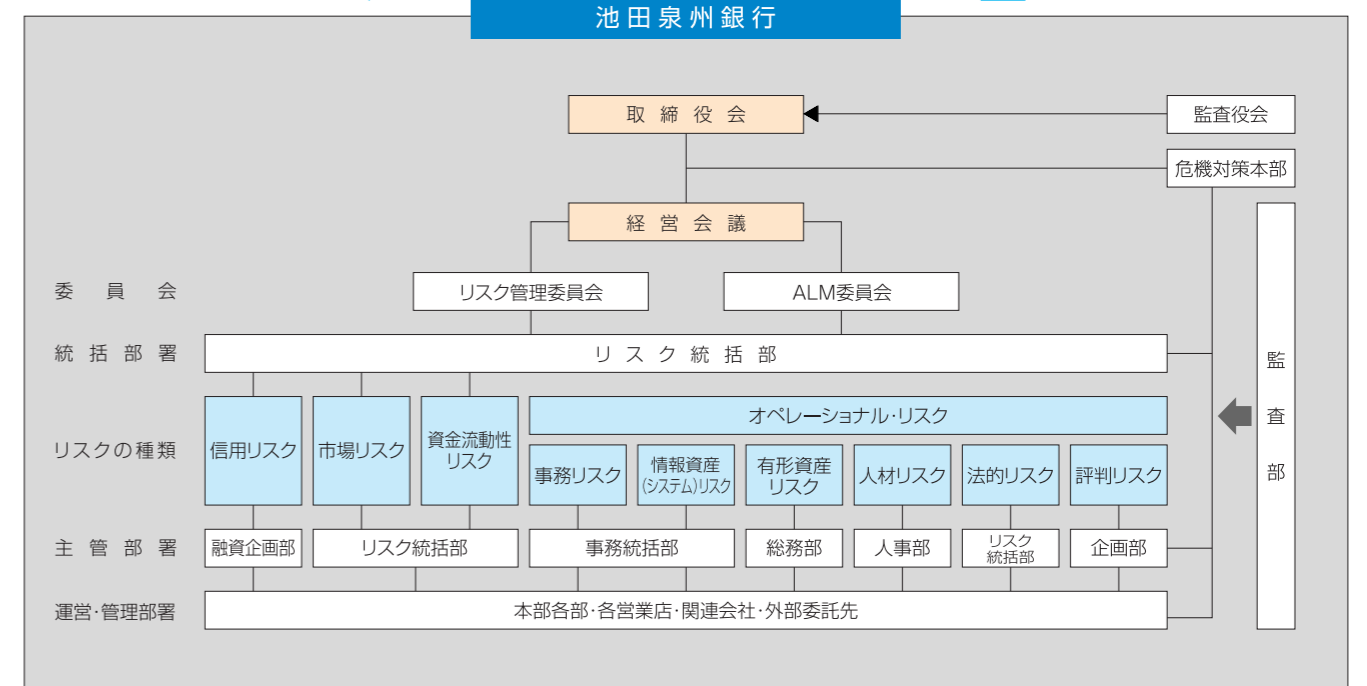 池田泉州銀行
取締役会
監査役会
危機対策本部
経営会議
委員会
リスク管理委員会
ALM委員会
統括部署
リスク統括部
監査部
リスクの種類
信用リスク
市場リスク
資金流動性
リスク
オペレーショナル・リスク
事務リスク
情報資産
(システム)リスク
有形資産
リスク
人材リスク
法的リスク
評判リスク
主管部署
融資企画部
リスク統括部
事務統括部
総務部
人事部
リスク
統括部
企画部
運営・管理部署
本部各部・各営業店・関連会社・外部委託先